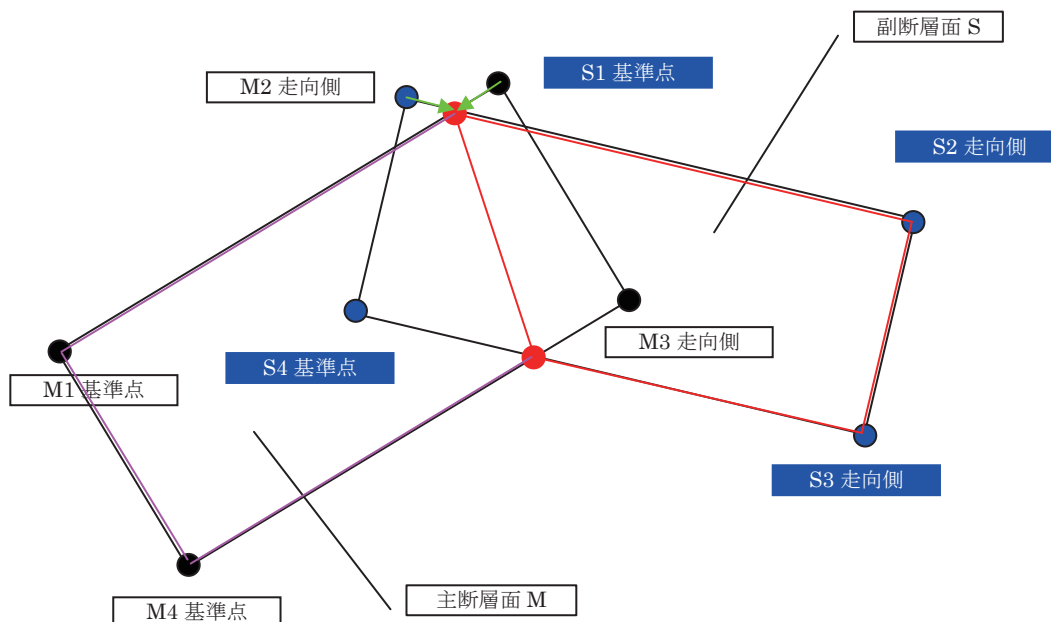 副断層面 S
S1 基準点
M2 走向側
S2 走向側
M3 走向側
S4 基準点
M1 基準点
S3 走向側
主断層面 M
M4 基準点